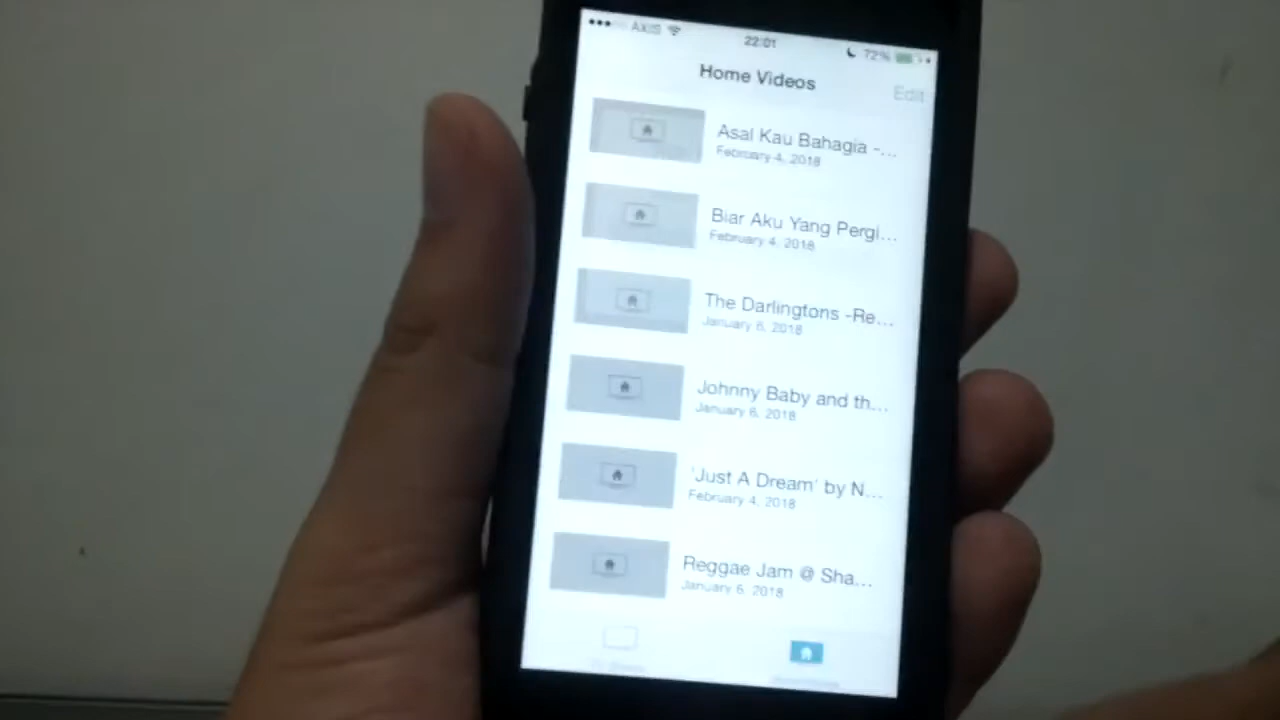 AXIS 22:01 72%
Home Videos Edit
Asal Kau Bahagia -...
February 4, 2018
Biar Aku Yang Pergi...
February 4, 2018
The Darlingtons -Re...
January 6, 2018
Johnny Baby and th...
January 6, 2018
'Just A Dream' by N...
February 4, 2018
Reggae Jam @ Sha...
January 6, 2018